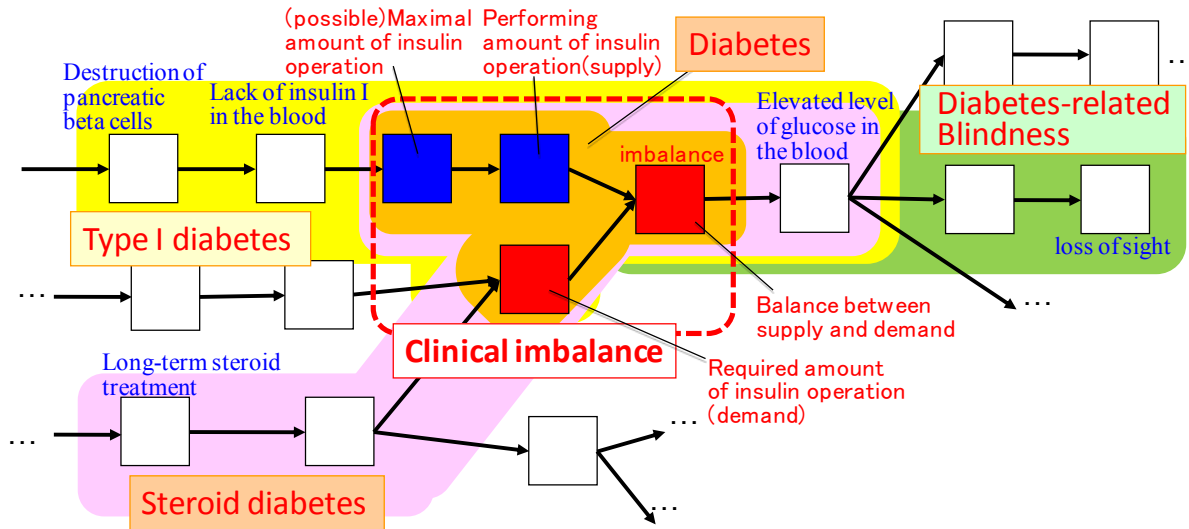 (possible)Maximal
amount of insulin
operation
Performing
amount of insulin
operation(supply)
Diabetes
Destruction of
pancreatic
beta cells
Lack of insulin I
in the blood
Elevated level
of glucose in
the blood
..
Diabetes-related
Blindness
imbalance
Type I diabetes
loss of sight
...
...
Balance between
supply and demand
Clinical imbalance
Long-term steroid
treatment
Required amount
of insulin operation
(demand)
...
...
Steroid diabetes
...